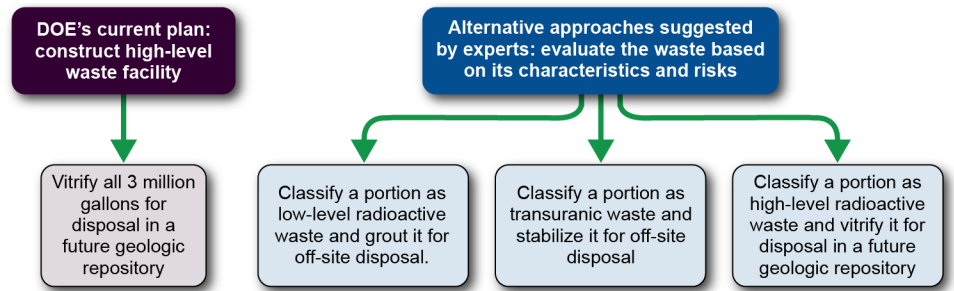 DOE's current plan:
construct high-level
waste facility
Alternative approaches suggested
by experts: evaluate the waste based
on its characteristics and risks
Vitrify all 3 million
gallons for
disposal in a
future geologic
repository
Classify a portion as
low-level radioactive
waste and grout it for
off-site disposal.
Classify a portion as
transuranic waste and
stabilize it for off-site
disposal
Classify a portion as
high-level radioactive
waste and vitrify it for
disposal in a future
geologic repository